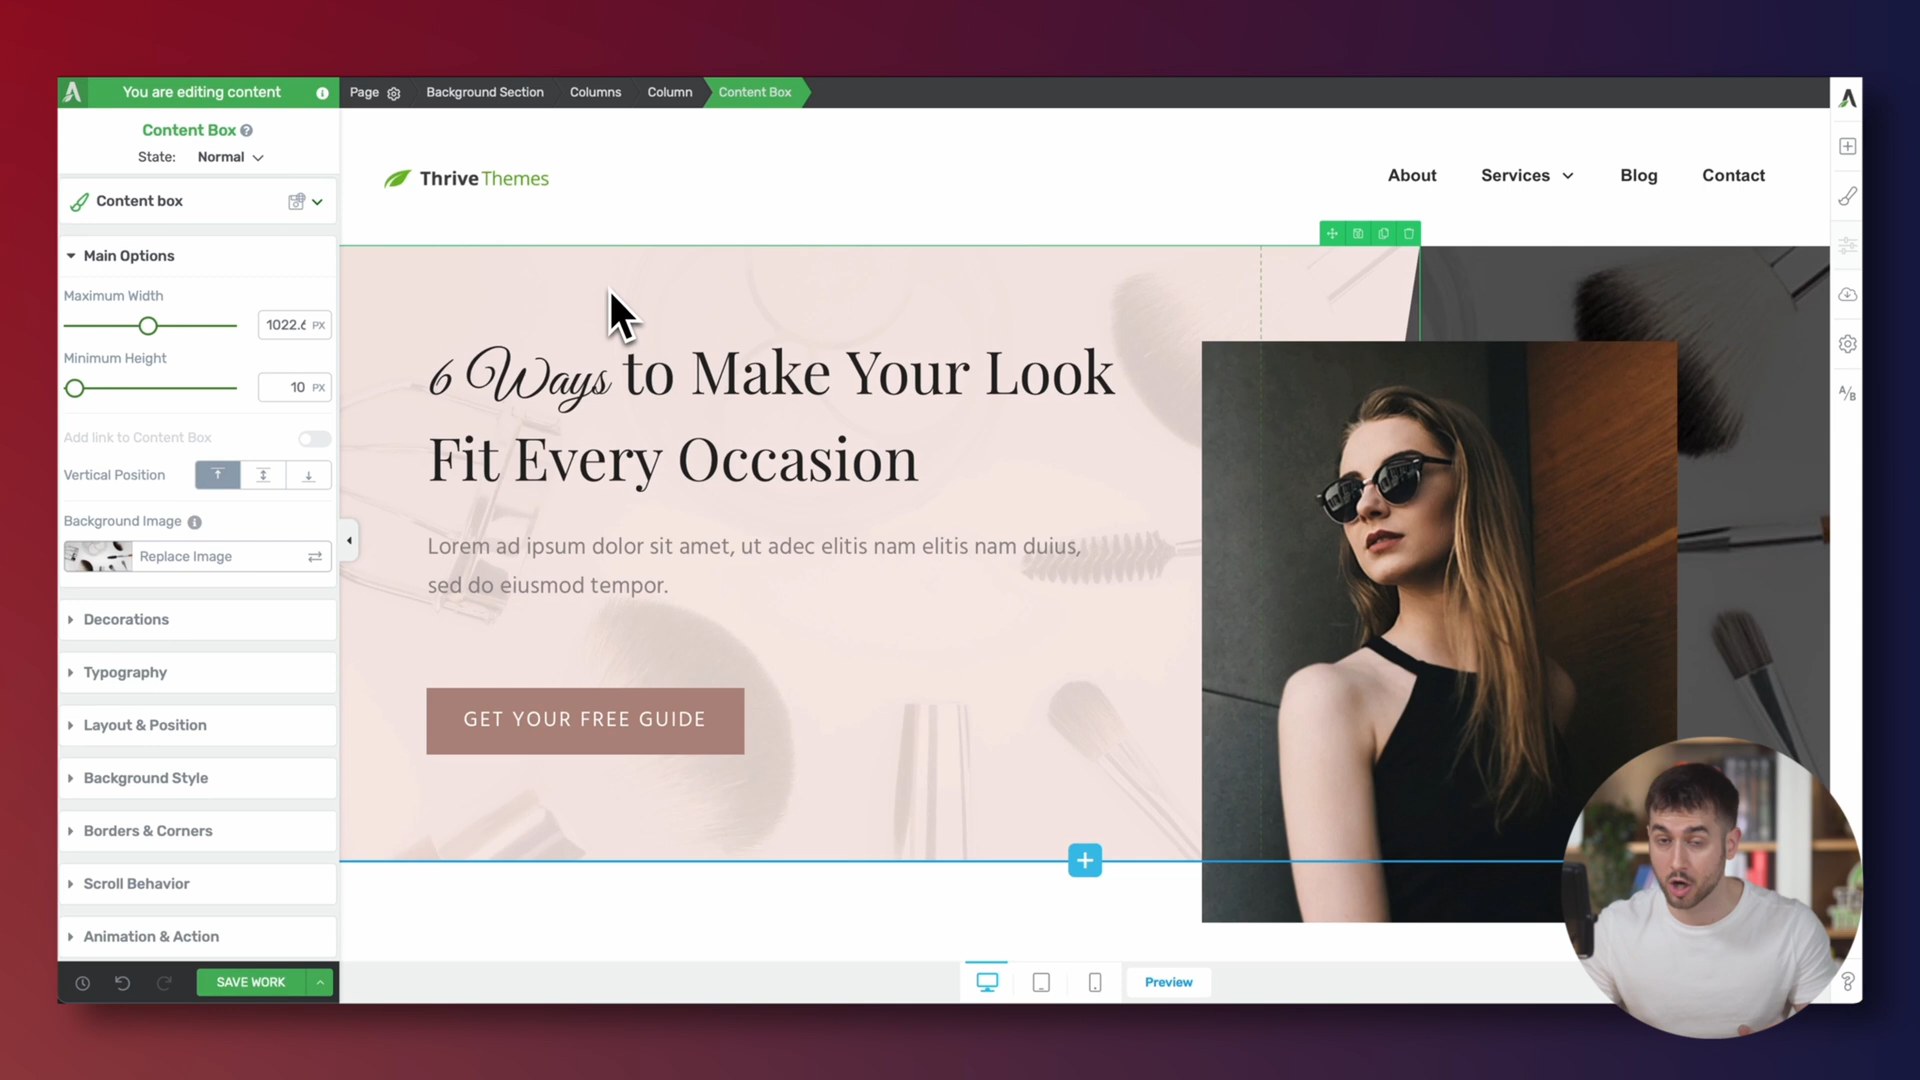 You are editing content
Page
Background Section
Columns
Column
Content Box
Content Box
State: Normal
Content box
Main Options
Maximum Width
1022.6 PX
Minimum Height
10 PX
Add link to Content Box
Vertical Position
Background Image
Replace Image
Decorations
Typography
Layout & Position
Background Style
Borders & Corners
Scroll Behavior
Animation & Action
SAVE WORK
Thrive Themes
About
Services
Blog
Contact
6 Ways to Make Your Look
Fit Every Occasion
Lorem ad ipsum dolor sit amet, ut adec elitis nam elitis nam duius,
sed do eiusmod tempor.
GET YOUR FREE GUIDE
Preview
A/B